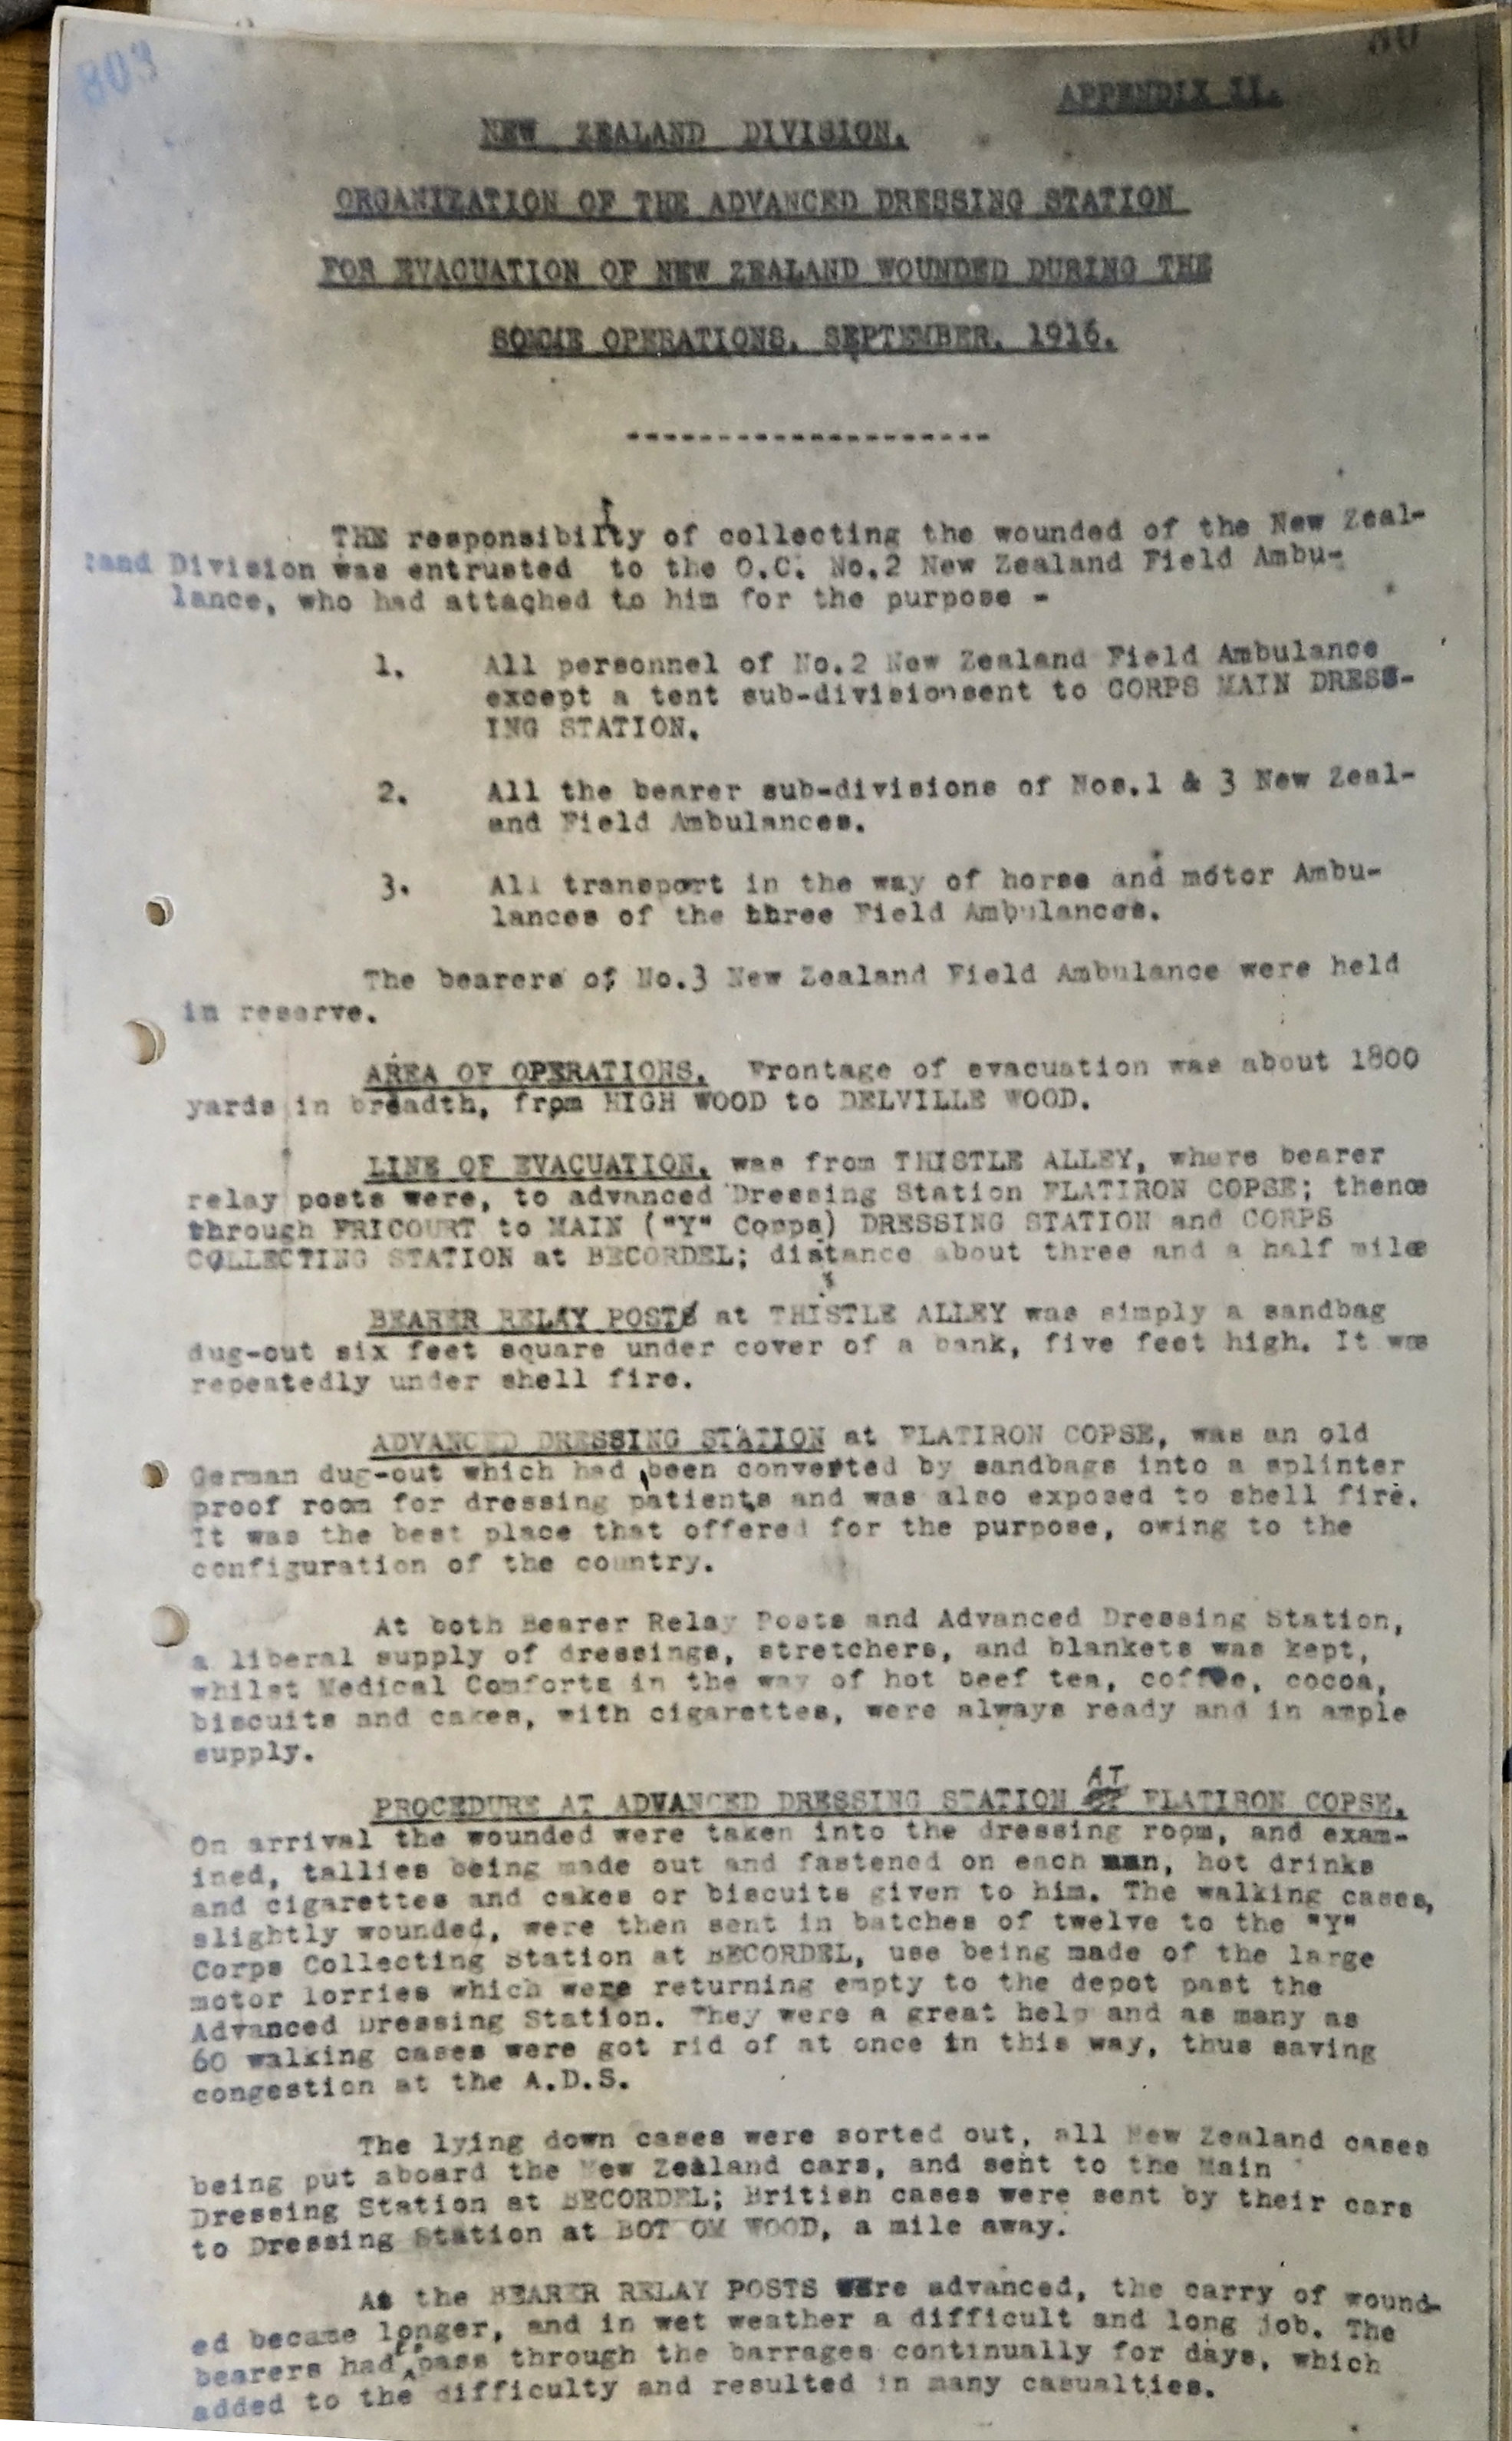 803
80
APPENDIX II.
NEW ZEALAND DIVISION.
ORGANIZATION OF THE ADVANCED DRESSING STATION
FOR EVACUATION OF NEW ZEALAND WOUNDED DURING THE
SOMME OPERATIONS. SEPTEMBER. 1916.
--------------------
THE responsibility of collecting the wounded of the New Zeal-
:and Division was entrusted to the O.C. No.2 New Zealand Field Ambu-
lance, who had attached to him for the purpose -
1. All personnel of No.2 New Zealand Field Ambulance
except a tent sub-division sent to CORPS MAIN DRESS-
ING STATION.
2. All the bearer sub-divisions of Nos.1 & 3 New Zeal-
and Field Ambulances.
3. All transport in the way of horse and motor Ambu-
lances of the three Field Ambulances.
The bearers of No.3 New Zealand Field Ambulance were held
in reserve.
AREA OF OPERATIONS. Frontage of evacuation was about 1800
yards in breadth, from HIGH WOOD to DELVILLE WOOD.
LINE OF EVACUATION. was from THISTLE ALLEY, where bearer
relay posts were, to advanced Dressing Station FLATIRON COPSE; thence
through FRICOURT to MAIN ("Y" Corps) DRESSING STATION and CORPS
COLLECTING STATION at BECORDEL; distance about three and a half miles
BEARER RELAY POSTS at THISTLE ALLEY was simply a sandbag
dug-out six feet square under cover of a bank, five feet high. It was
repeatedly under shell fire.
ADVANCED DRESSING STATION at FLATIRON COPSE, was an old
German dug-out which had been converted by sandbags into a splinter
proof room for dressing patients and was also exposed to shell fire.
It was the best place that offered for the purpose, owing to the
configuration of the country.
At both Bearer Relay Posts and Advanced Dressing Station,
a liberal supply of dressings, stretchers, and blankets was kept,
whilst Medical Comforts in the way of hot beef tea, coffee, cocoa,
biscuits and cakes, with cigarettes, were always ready and in ample
supply.
PROCEDURE AT ADVANCED DRESSING STATION AT FLATIRON COPSE.
On arrival the wounded were taken into the dressing room, and exam-
ined, tallies being made out and fastened on each man, hot drinks
and cigarettes and cakes or biscuits given to him. The walking cases,
slightly wounded, were then sent in batches of twelve to the "Y"
Corps Collecting Station at BECORDEL, use being made of the large
motor lorries which were returning empty to the depot past the
Advanced Dressing Station. They were a great help and as many as
60 walking cases were got rid of at once in this way, thus saving
congestion at the A.D.S.
The lying down cases were sorted out, all New Zealand cases
being put aboard the New Zealand cars, and sent to the Main
Dressing Station at BECORDEL; British cases were sent by their cars
to Dressing Station at BOTTOM WOOD, a mile away.
As the BEARER RELAY POSTS were advanced, the carry of wound-
ed became longer, and in wet weather a difficult and long job. The
bearers had to pass through the barrages continually for days, which
added to the difficulty and resulted in many casualties.